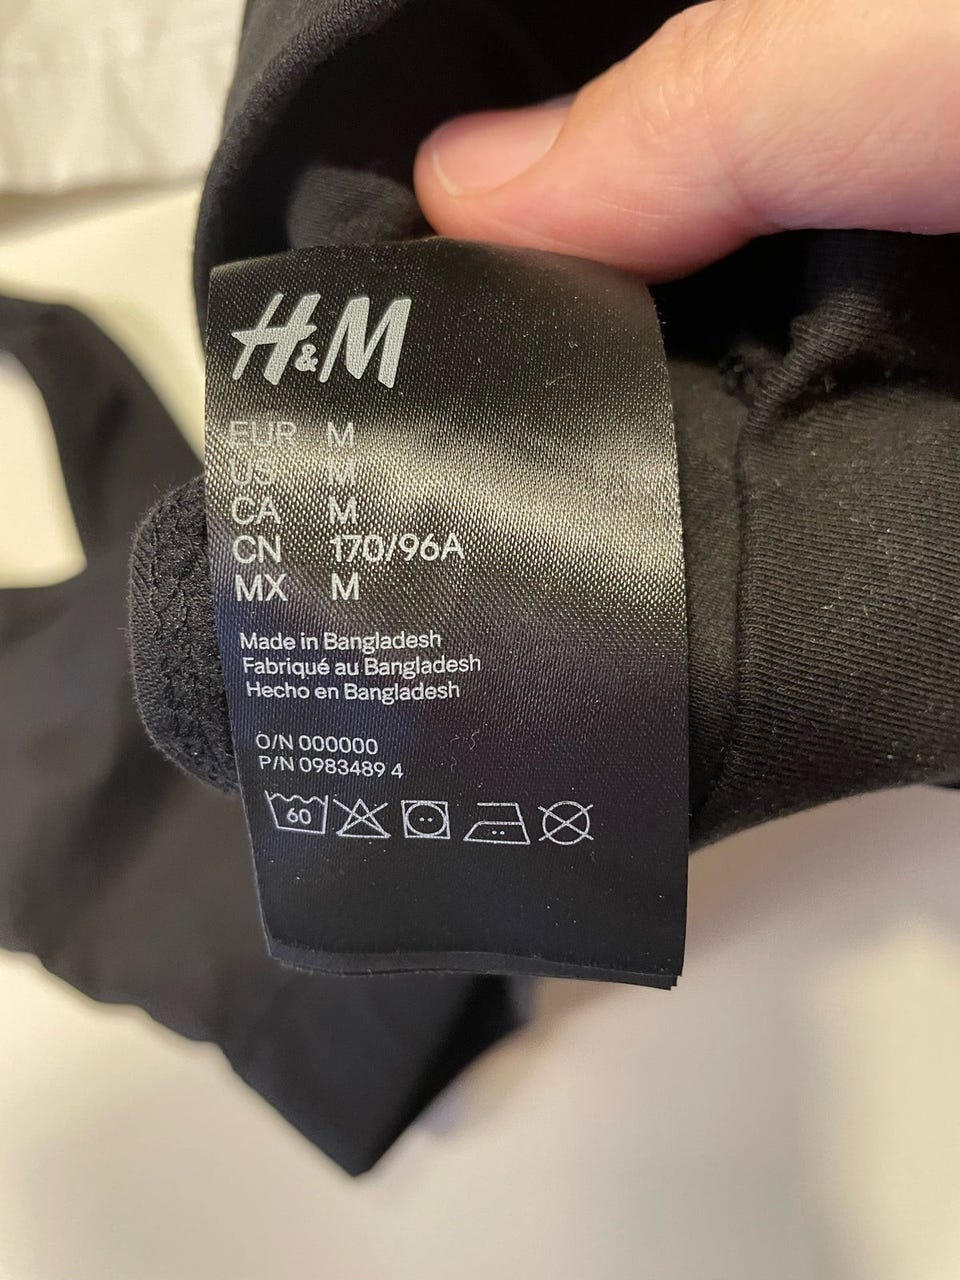 H&M
EUR M
US M
CA M
CN 170/96A
MX M
Made in Bangladesh
Fabriqué au Bangladesh
Hecho en Bangladesh
O/N 000000
P/N 0983489 4
60